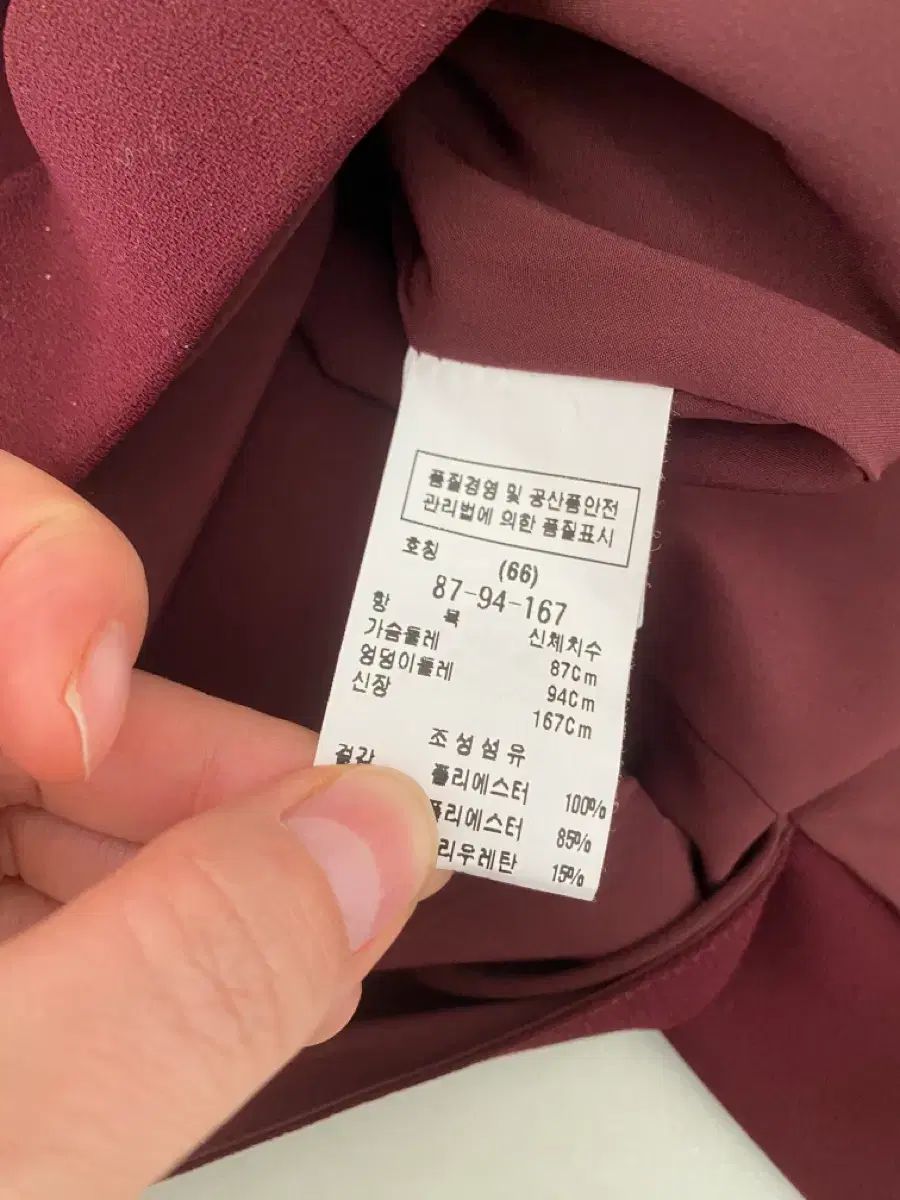 품질경영 및 공산품안전
관리법에 의한 품질표시
호칭 (66)
87-94-167
항 목 신체치수
가슴둘레 87Cm
엉덩이둘레 94Cm
신장 167Cm
조성섬유
겉감 폴리에스터 100%
폴리에스터 85%
리우레탄 15%